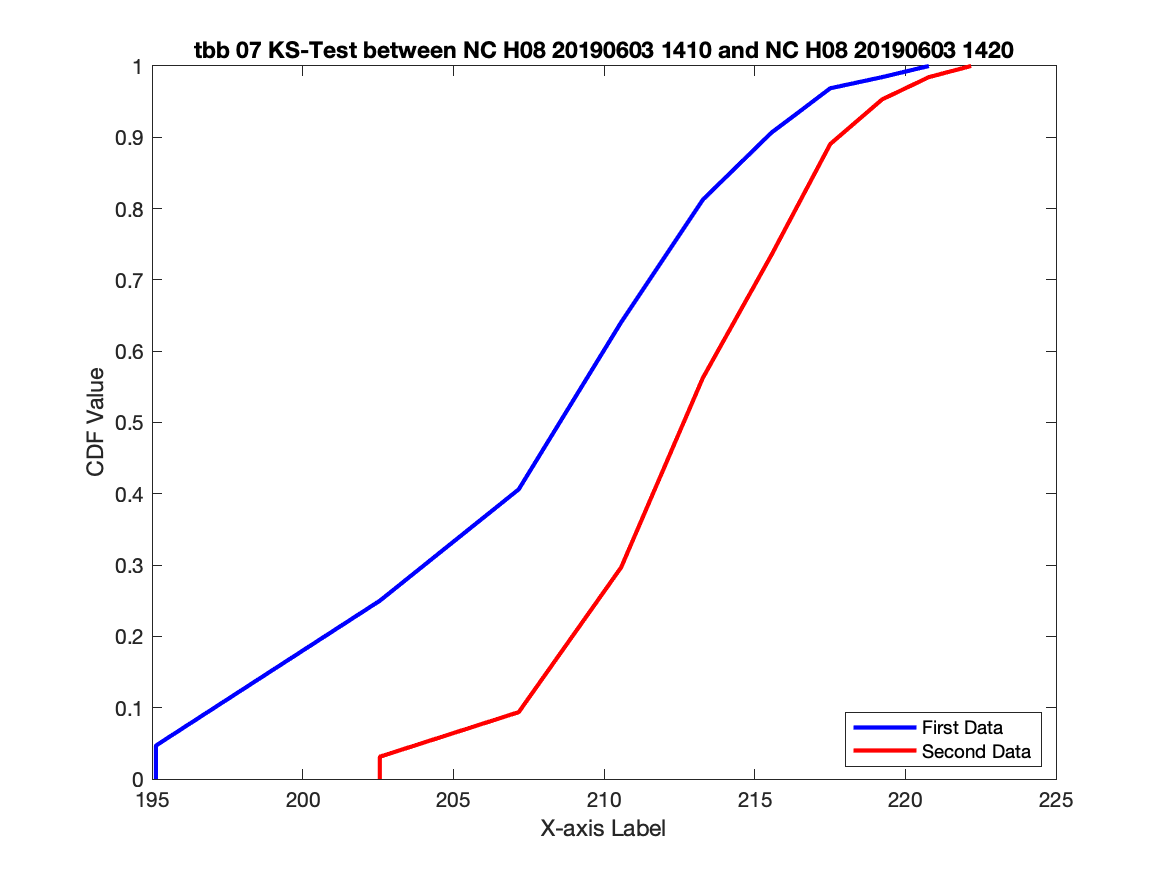 tbb 07 KS-Test between NC H08 20190603 1410 and NC H08 20190603 1420
1
0.9
0.8
0.7
0.6
0.5
0.4
0.3
0.2
0.1
0
CDF Value
First Data
Second Data
195 200 205 210 215 220 225
X-axis Label